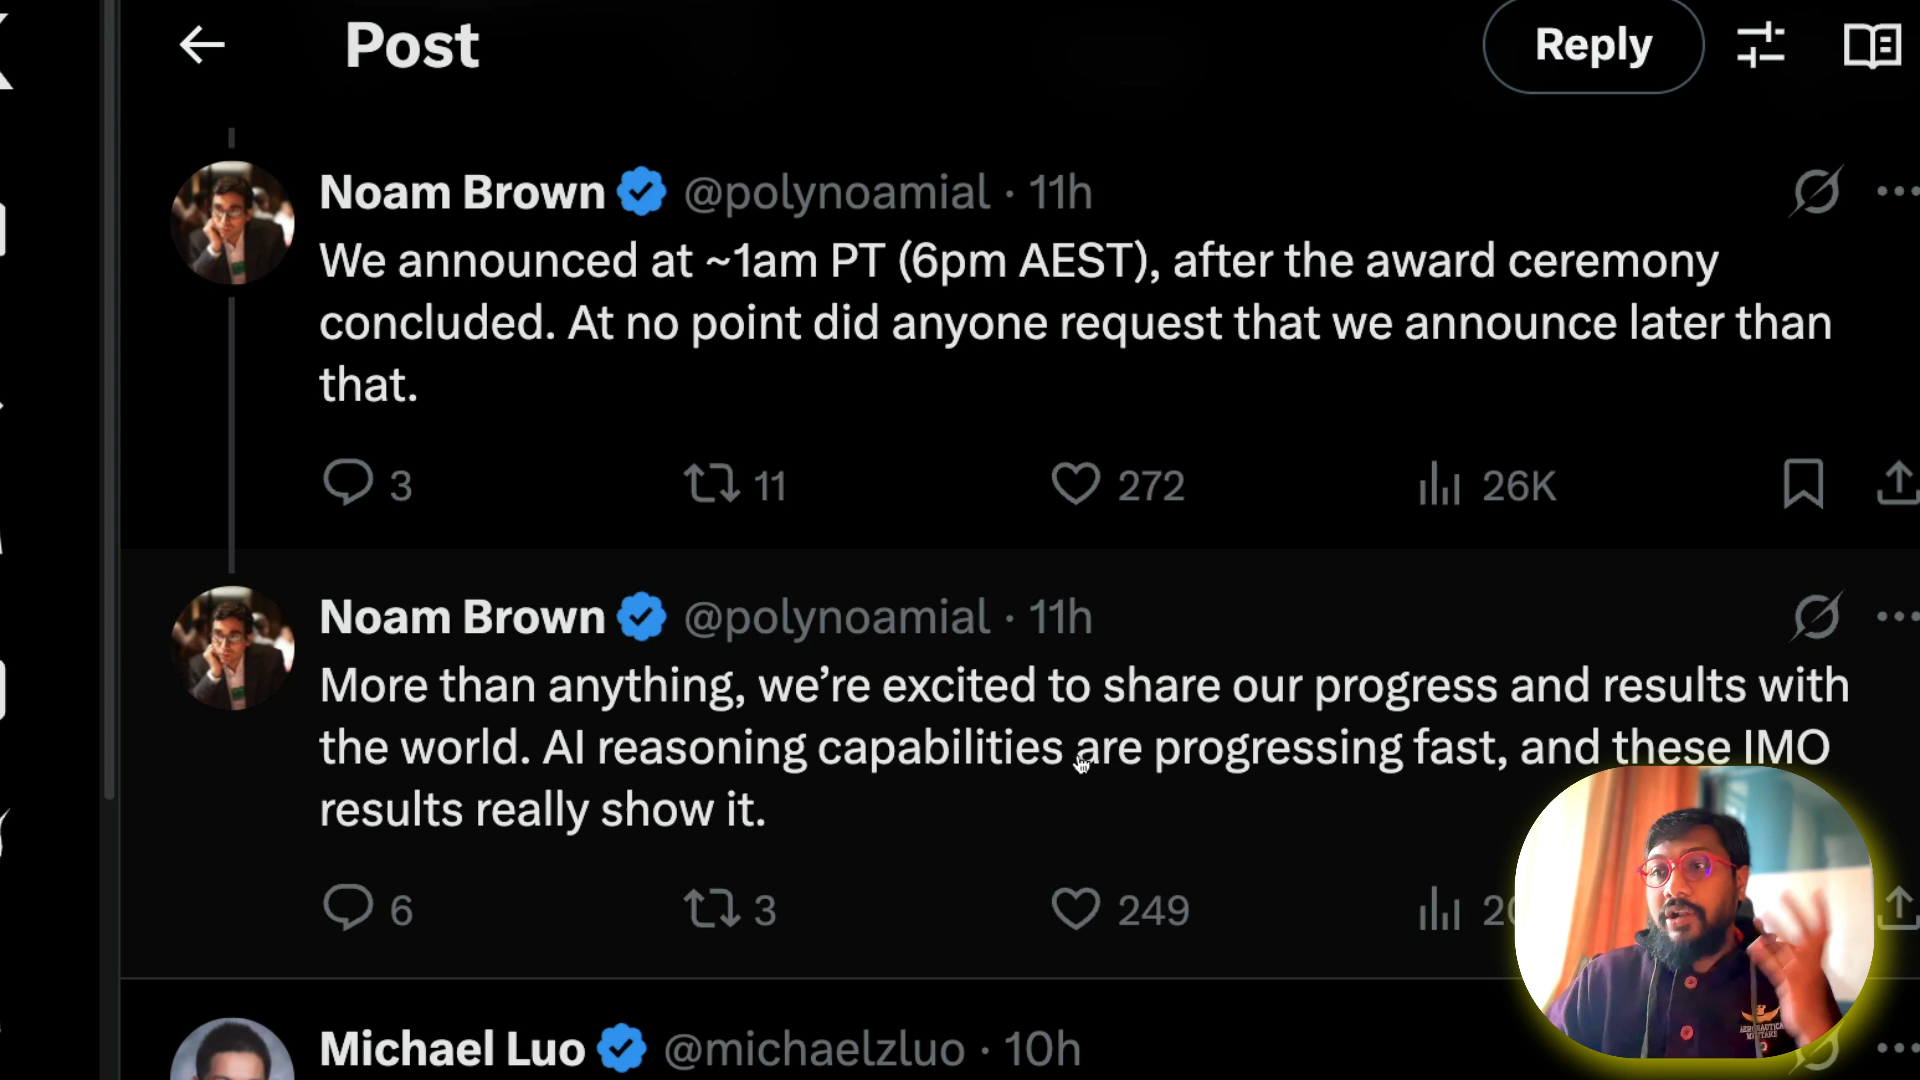 Post
Reply
Noam Brown @polynoamial · 11h
We announced at ~1am PT (6pm AEST), after the award ceremony
concluded. At no point did anyone request that we announce later than
that.
3 11 272 26K
Noam Brown @polynoamial · 11h
More than anything, we’re excited to share our progress and results with
the world. AI reasoning capabilities are progressing fast, and these IMO
results really show it.
6 3 249
Michael Luo @michaelzluo · 10h